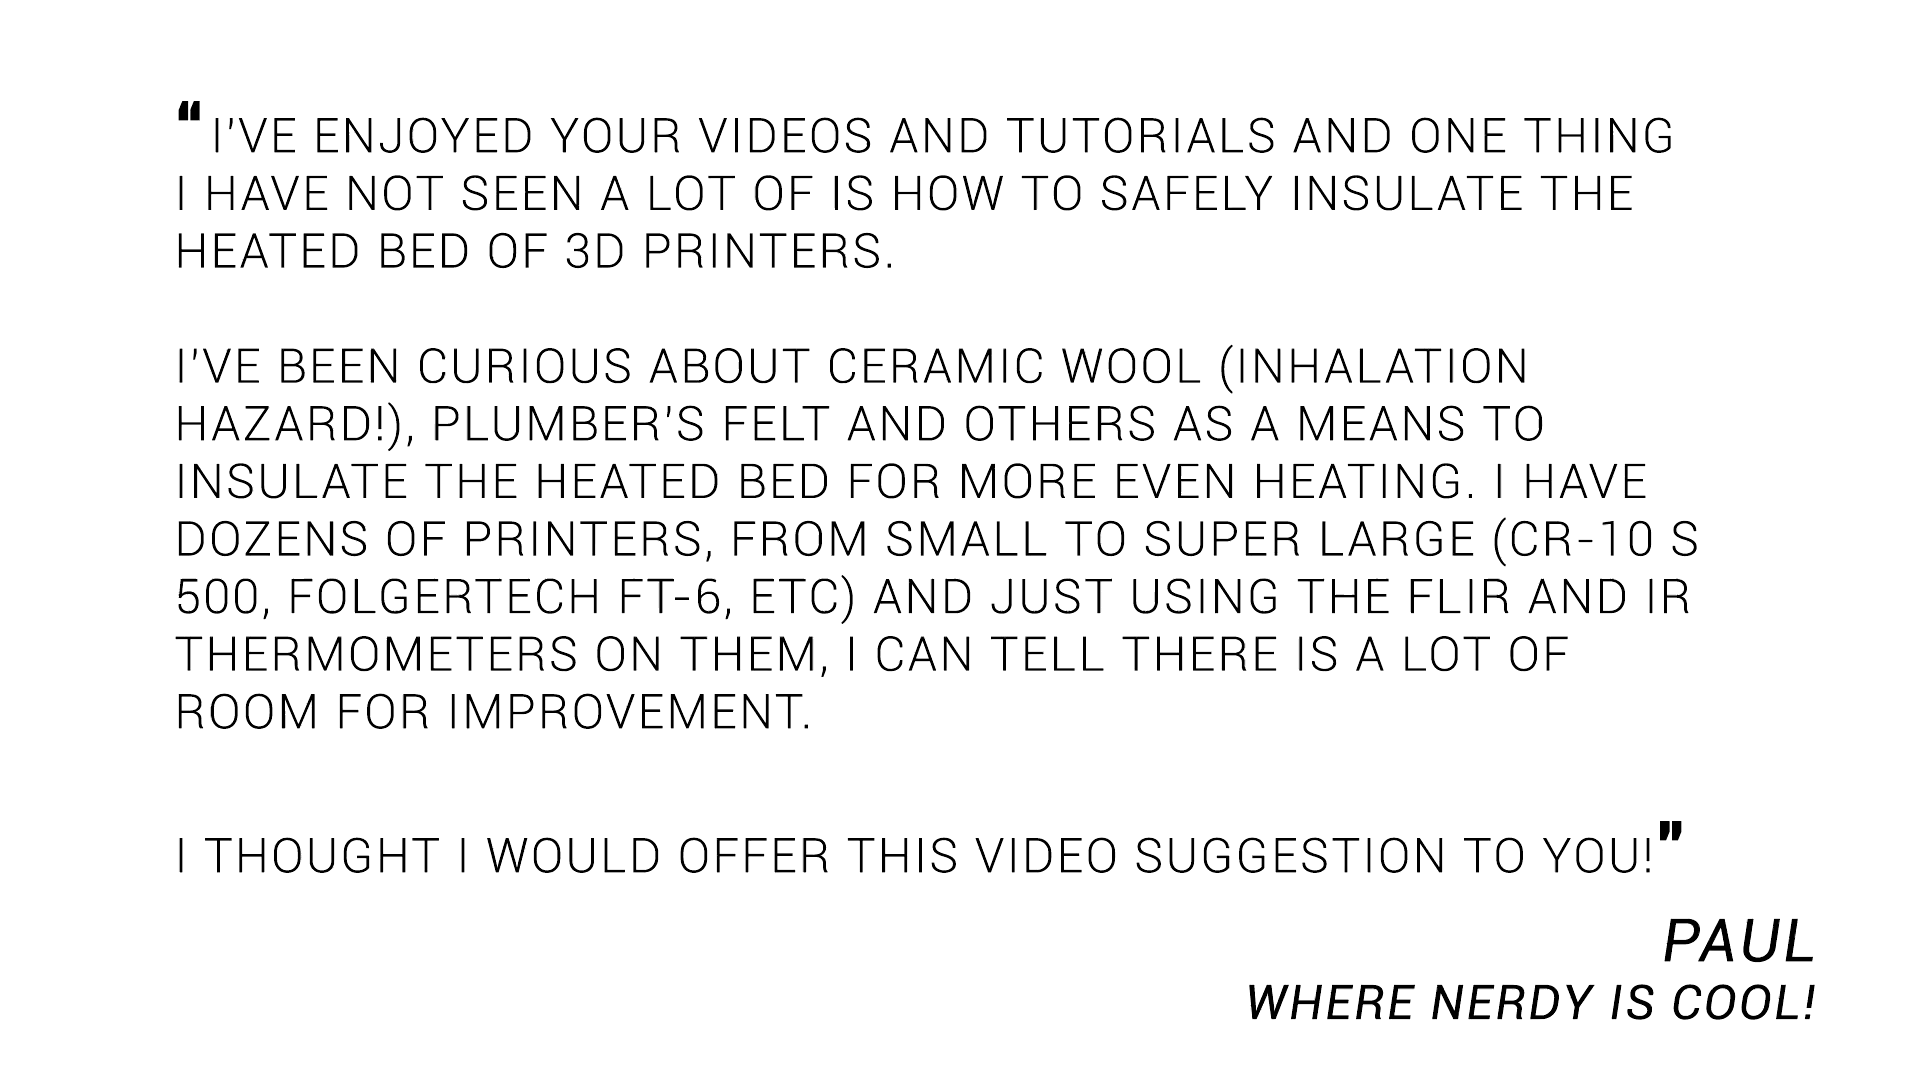 “I’VE ENJOYED YOUR VIDEOS AND TUTORIALS AND ONE THING
I HAVE NOT SEEN A LOT OF IS HOW TO SAFELY INSULATE THE
HEATED BED OF 3D PRINTERS.
I’VE BEEN CURIOUS ABOUT CERAMIC WOOL (INHALATION
HAZARD!), PLUMBER’S FELT AND OTHERS AS A MEANS TO
INSULATE THE HEATED BED FOR MORE EVEN HEATING. I HAVE
DOZENS OF PRINTERS, FROM SMALL TO SUPER LARGE (CR-10 S
500, FOLGERTECH FT-6, ETC) AND JUST USING THE FLIR AND IR
THERMOMETERS ON THEM, I CAN TELL THERE IS A LOT OF
ROOM FOR IMPROVEMENT.
I THOUGHT I WOULD OFFER THIS VIDEO SUGGESTION TO YOU!”
PAUL
WHERE NERDY IS COOL!